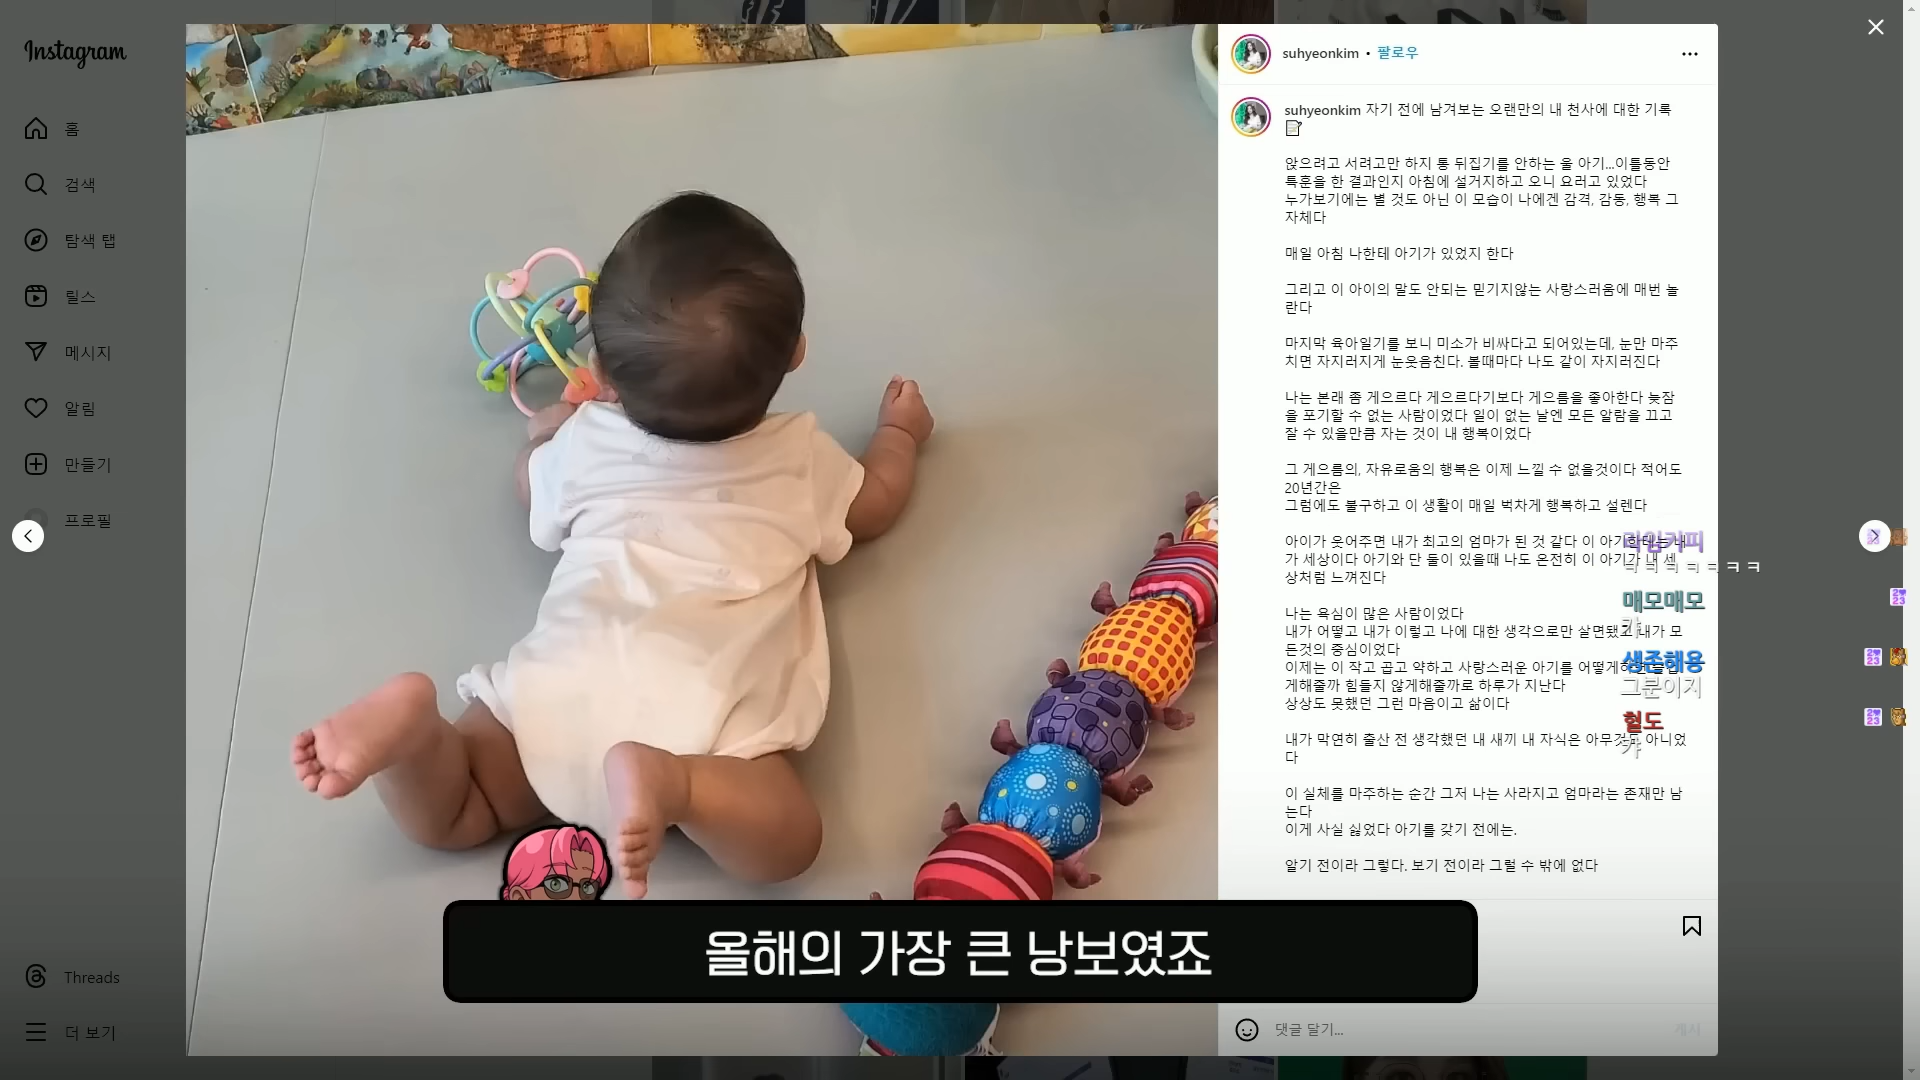 Instagram
홈
검색
탐색 탭
릴스
메시지
알림
만들기
프로필
Threads
더 보기
suhyeonkim • 팔로우
suhyeonkim 자기 전에 남겨보는 오랜만의 내 천사에 대한 기록
앉으려고 서려고만 하지 통 뒤집기를 안하는 울 아기...이틀동안
특훈을 한 결과인지 아침에 설거지하고 오니 요러고 있었다
누가보기에는 별 것도 아닌 이 모습이 나에겐 감격, 감동, 행복 그
자체다
매일 아침 나한테 아기가 있었지 한다
그리고 이 아이의 말도 안되는 믿기지않는 사랑스러움에 매번 놀
란다
마지막 육아일기를 보니 미소가 비싸다고 되어있는데, 눈만 마주
치면 자지러지게 눈웃음친다. 볼때마다 나도 같이 자지러진다
나는 본래 좀 게으르다 게으르다기보다 게으름을 좋아한다 늦잠
을 포기할 수 없는 사람이었다 일이 없는 날엔 모든 알람을 끄고
잘 수 있을만큼 자는 것이 내 행복이었다
그 게으름의, 자유로움의 행복은 이제 느낄 수 없을것이다 적어도
20년간은
그럼에도 불구하고 이 생활이 매일 벅차게 행복하고 설렌다
아이가 웃어주면 내가 최고의 엄마가 된 것 같다 이 아기한테는 내
가 세상이다 아기와 단 둘이 있을때 나도 온전히 이 아기가 내 세
상처럼 느껴진다
나는 욕심이 많은 사람이었다
내가 어떻고 내가 이렇고 나에 대한 생각으로만 살면됐고 내가 모
든것의 중심이었다
이제는 이 작고 곱고 약하고 사랑스러운 아기를 어떻게
게해줄까 힘들지 않게해줄까로 하루가 지난다
상상도 못했던 그런 마음이고 삶이다
내가 막연히 출산 전 생각했던 내 새끼 내 자식은 아무것도 아니었
다
이 실체를 마주하는 순간 그저 나는 사라지고 엄마라는 존재만 남
는다
이게 사실 싫었다 아기를 갖기 전에는.
알기 전이라 그렇다. 보기 전이라 그럴 수 밖에 없다
매모매모
캬
생존해용
그분이지
혈도
캬
올해의 가장 큰 낭보였죠
댓글 달기...
게시